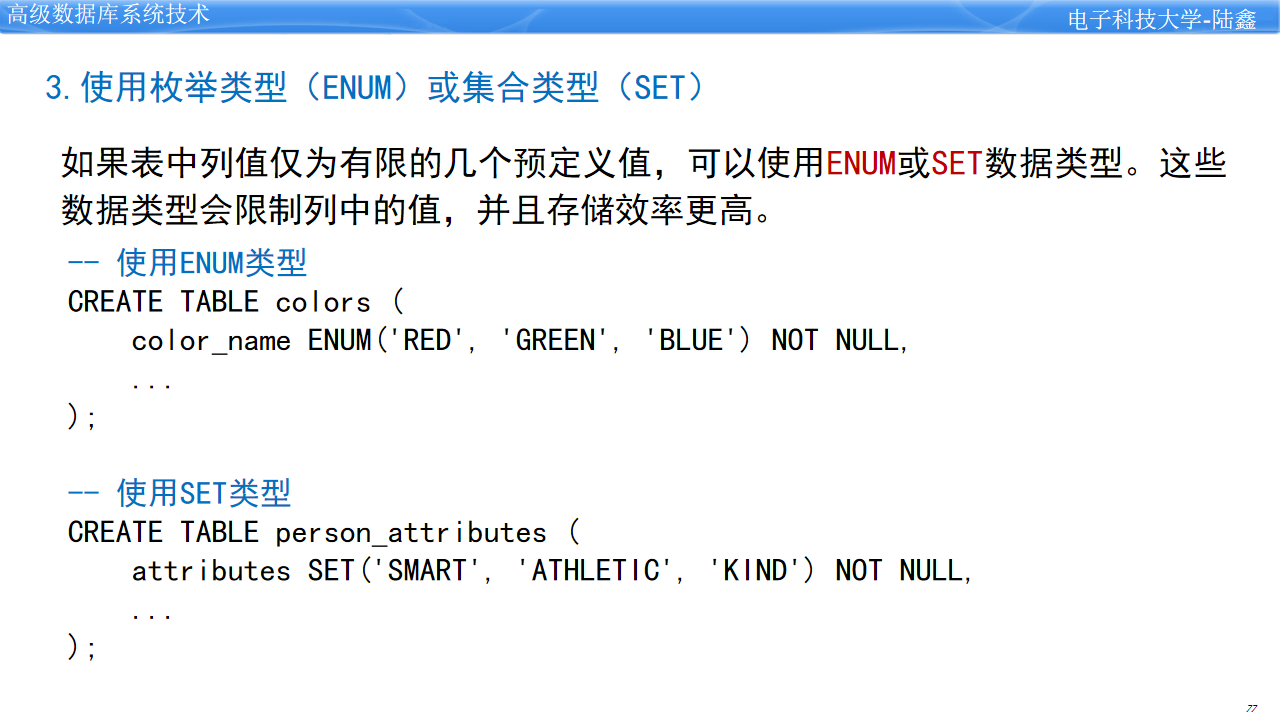 高级数据库系统技术
电子科技大学-陆鑫
3.使用枚举类型（ENUM）或集合类型（SET）
如果表中列值仅为有限的几个预定义值，可以使用ENUM或SET数据类型。这些
数据类型会限制列中的值，并且存储效率更高。
-- 使用ENUM类型
CREATE TABLE colors (
    color_name ENUM('RED', 'GREEN', 'BLUE') NOT NULL,
    ...
);
-- 使用SET类型
CREATE TABLE person_attributes (
    attributes SET('SMART', 'ATHLETIC', 'KIND') NOT NULL,
    ...
);
77